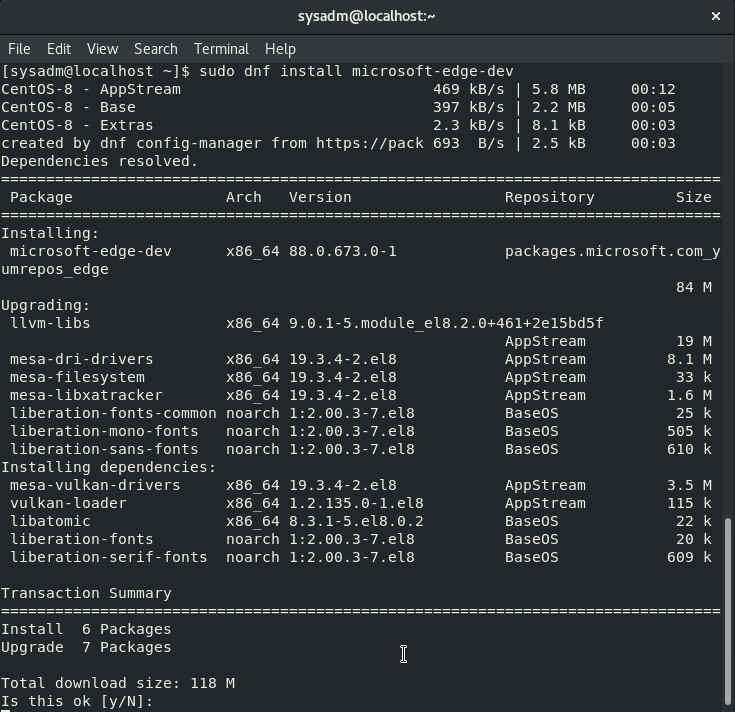 sysadm@localhost:~
×
File Edit View Search Terminal Help
[sysadm@localhost ~]$ sudo dnf install microsoft-edge-dev
CentOS-8 - AppStream                            469 kB/s | 5.8 MB     00:12
CentOS-8 - Base                                 397 kB/s | 2.2 MB     00:05
CentOS-8 - Extras                               2.3 kB/s | 8.1 kB     00:03
created by dnf config-manager from https://pack 693  B/s | 2.5 kB     00:03
Dependencies resolved.
================================================================================
 Package                 Arch   Version                 Repository         Size
================================================================================
Installing:
 microsoft-edge-dev      x86_64 88.0.673.0-1            packages.microsoft.com_y
umrepos_edge
                                                                           84 M
Upgrading:
 llvm-libs               x86_64 9.0.1-5.module_el8.2.0+461+2e15bd5f
                                                        AppStream          19 M
 mesa-dri-drivers        x86_64 19.3.4-2.el8            AppStream         8.1 M
 mesa-filesystem         x86_64 19.3.4-2.el8            AppStream          33 k
 mesa-libxatracker       x86_64 19.3.4-2.el8            AppStream         1.6 M
 liberation-fonts-common noarch 1:2.00.3-7.el8          BaseOS             25 k
 liberation-mono-fonts   noarch 1:2.00.3-7.el8          BaseOS            505 k
 liberation-sans-fonts   noarch 1:2.00.3-7.el8          BaseOS            610 k
Installing dependencies:
 mesa-vulkan-drivers     x86_64 19.3.4-2.el8            AppStream         3.5 M
 vulkan-loader           x86_64 1.2.135.0-1.el8         AppStream         115 k
 libatomic               x86_64 8.3.1-5.el8.0.2         BaseOS             22 k
 liberation-fonts        noarch 1:2.00.3-7.el8          BaseOS             20 k
 liberation-serif-fonts  noarch 1:2.00.3-7.el8          BaseOS            609 k

Transaction Summary
================================================================================
Install  6 Packages
Upgrade  7 Packages

Total download size: 118 M
Is this ok [y/N]: